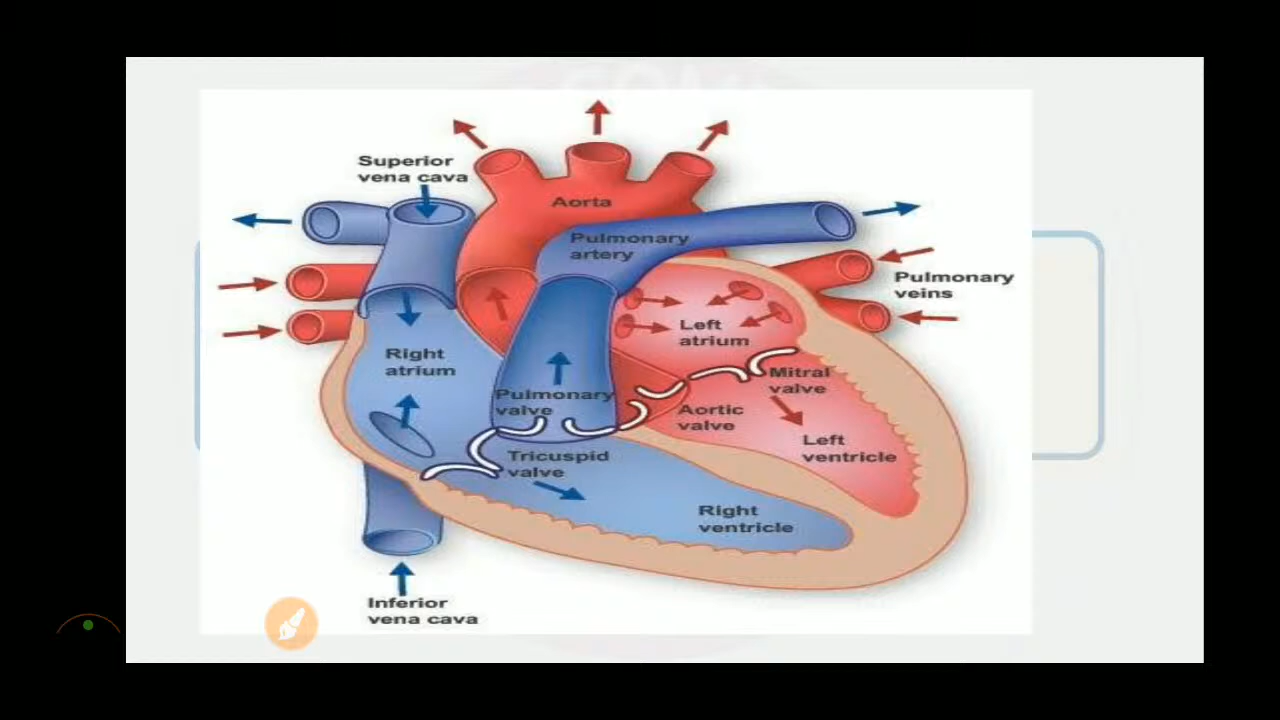 Superior
vena cava
Aorta
Pulmonary
artery
Pulmonary
veins
Left
atrium
Right
atrium
Mitral
valve
Pulmonary
valve
Aortic
valve
Left
ventricle
Tricuspid
valve
Right
ventricle
Inferior
vena cava